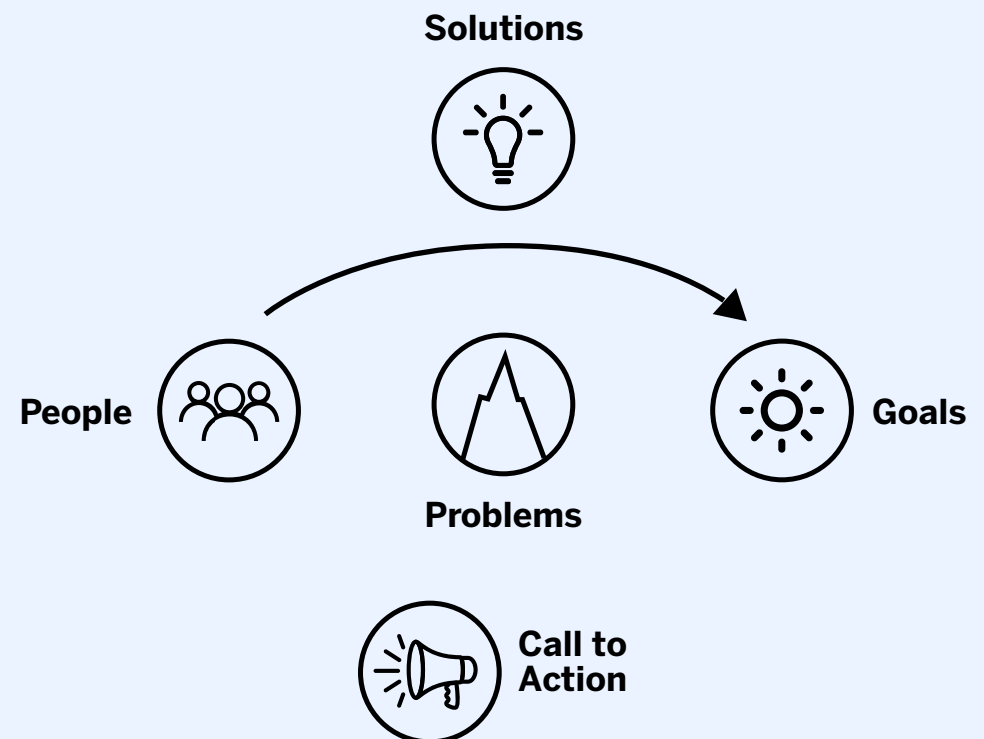 Solutions
People
Goals
Problems
Call to
Action